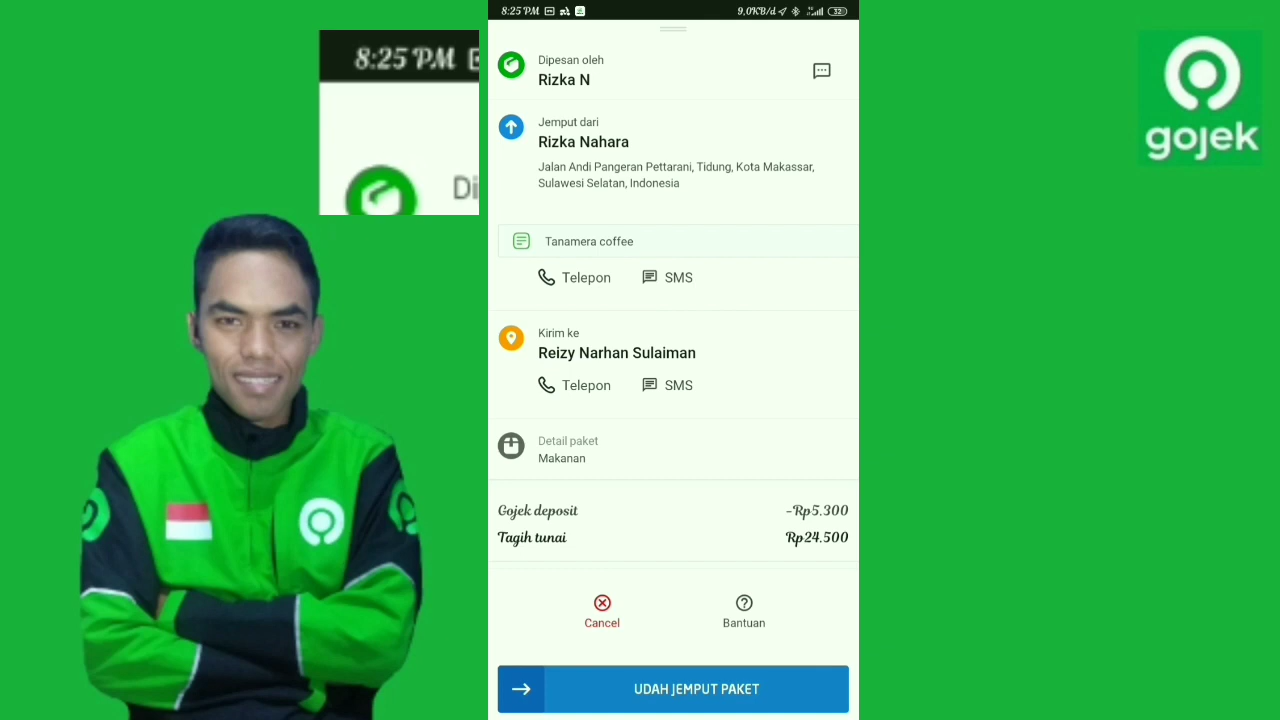 8:25 PM
8:25 PM
9,0KB/d
32
Di
Dipesan oleh
Rizka N
Jemput dari
Rizka Nahara
Jalan Andi Pangeran Pettarani, Tidung, Kota Makassar,
Sulawesi Selatan, Indonesia
Tanamera coffee
Telepon SMS
Kirim ke
Reizy Narhan Sulaiman
Telepon SMS
Detail paket
Makanan
Gojek deposit -Rp5.300
Tagih tunai Rp24.500
Cancel Bantuan
UDAH JEMPUT PAKET
gojek